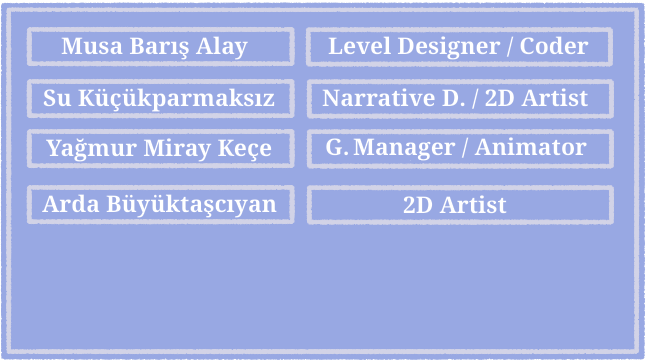 Musa Barış Alay Level Designer / Coder
Su Küçükparmaksız Narrative D. / 2D Artist
Yağmur Miray Keçe G. Manager / Animator
Arda Büyüktaşcıyan 2D Artist